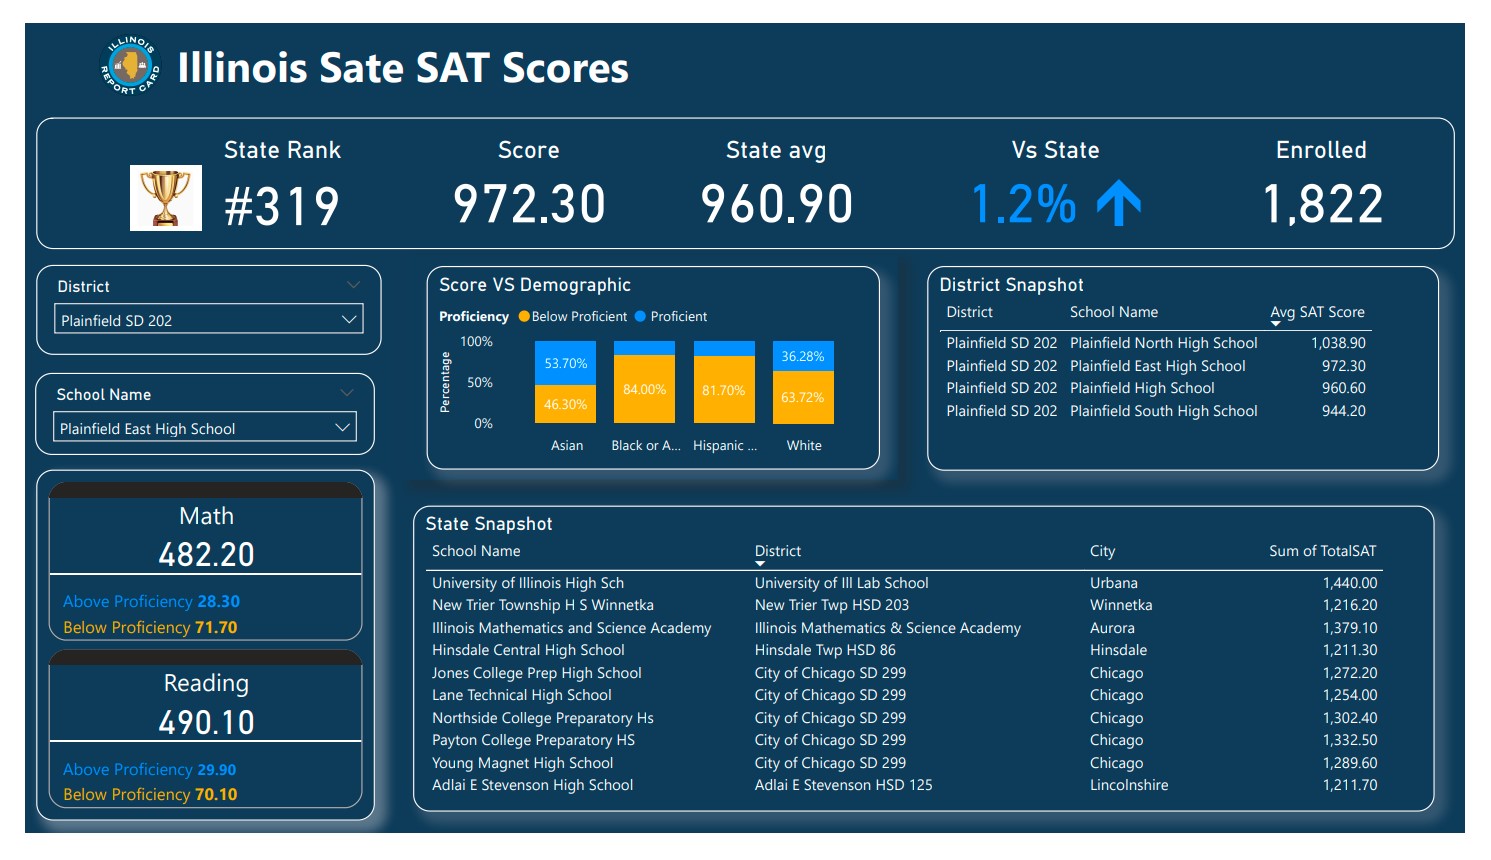 ILLINOIS
REPORT CARD
Illinois Sate SAT Scores
State Rank
#319
Score
972.30
State avg
960.90
Vs State
1.2%
Enrolled
1,822
District
Plainfield SD 202
School Name
Plainfield East High School
Math
482.20
Above Proficiency 28.30
Below Proficiency 71.70
Reading
490.10
Above Proficiency 29.90
Below Proficiency 70.10
Score VS Demographic
Proficiency Below Proficient Proficient
Percentage
100%
50%
0%
53.70%
46.30%
84.00%
81.70%
36.28%
63.72%
Asian Black or A... Hispanic ... White
District Snapshot
District School Name Avg SAT Score
Plainfield SD 202 Plainfield North High School 1,038.90
Plainfield SD 202 Plainfield East High School 972.30
Plainfield SD 202 Plainfield High School 960.60
Plainfield SD 202 Plainfield South High School 944.20
State Snapshot
School Name District City Sum of TotalSAT
University of Illinois High Sch University of Ill Lab School Urbana 1,440.00
New Trier Township H S Winnetka New Trier Twp HSD 203 Winnetka 1,216.20
Illinois Mathematics and Science Academy Illinois Mathematics & Science Academy Aurora 1,379.10
Hinsdale Central High School Hinsdale Twp HSD 86 Hinsdale 1,211.30
Jones College Prep High School City of Chicago SD 299 Chicago 1,272.20
Lane Technical High School City of Chicago SD 299 Chicago 1,254.00
Northside College Preparatory Hs City of Chicago SD 299 Chicago 1,302.40
Payton College Preparatory HS City of Chicago SD 299 Chicago 1,332.50
Young Magnet High School City of Chicago SD 299 Chicago 1,289.60
Adlai E Stevenson High School Adlai E Stevenson HSD 125 Lincolnshire 1,211.70